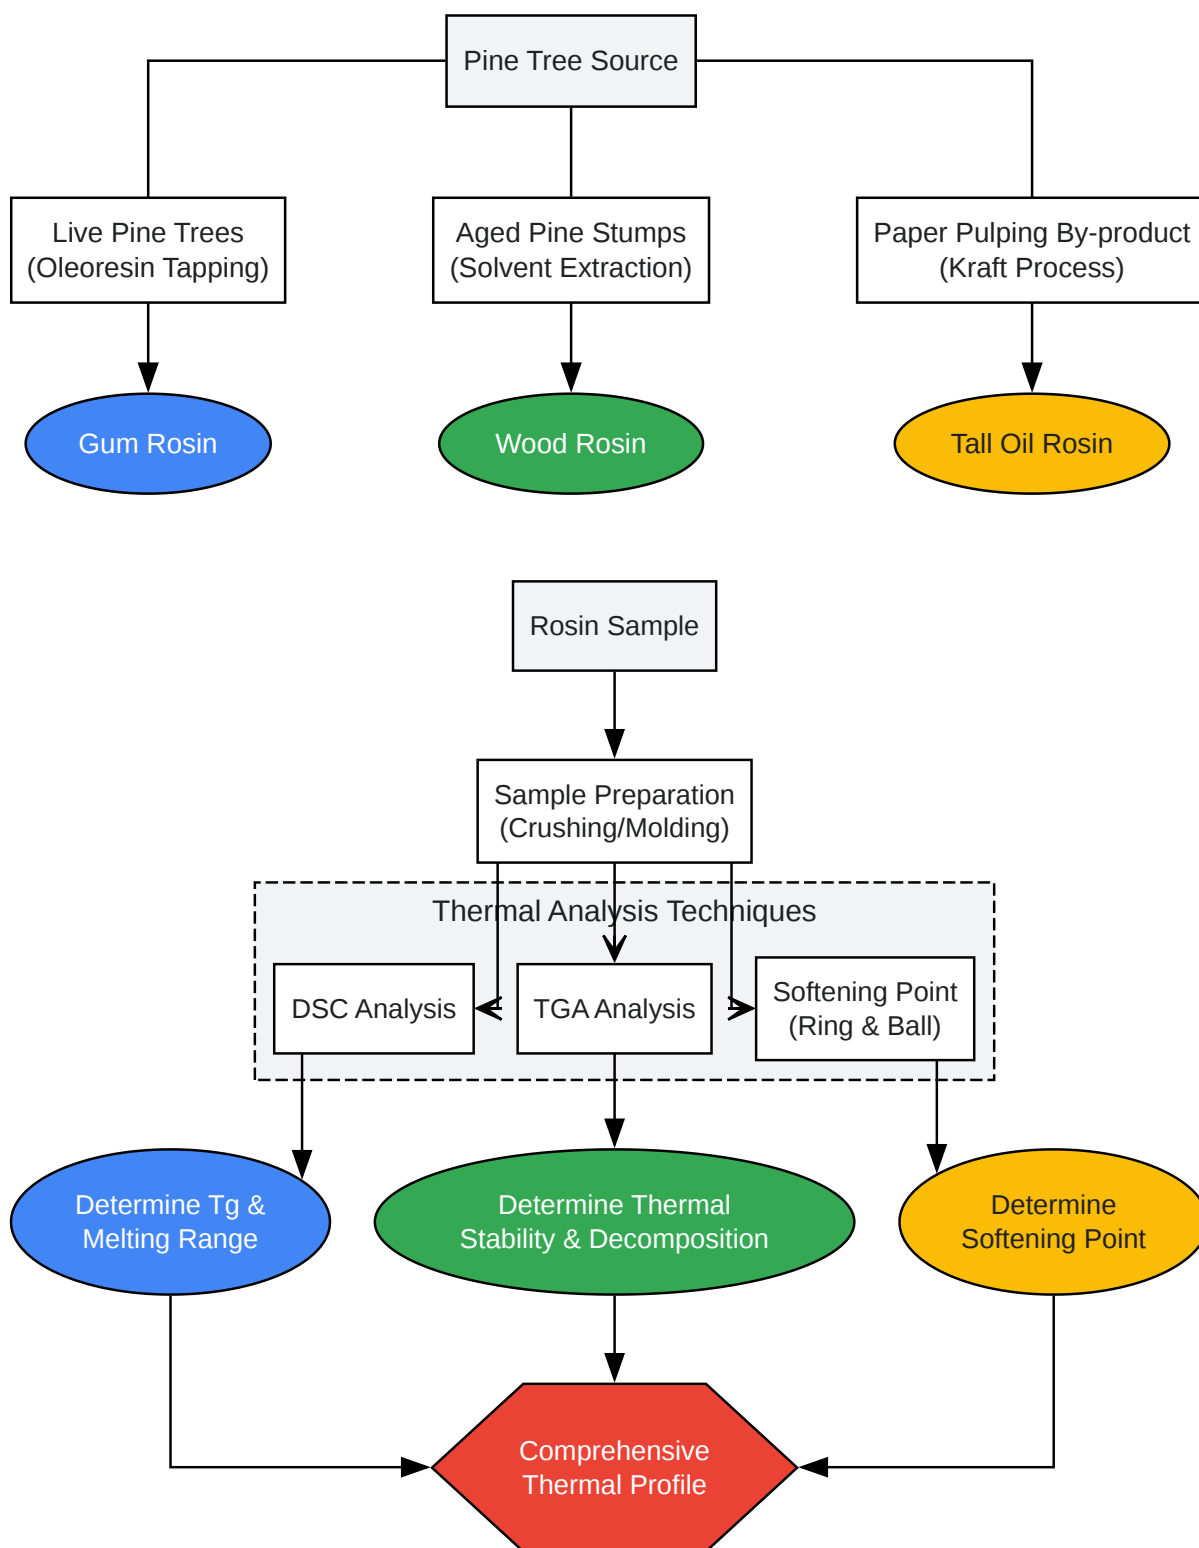 Pine Tree Source
Live Pine Trees
(Oleoresin Tapping)
Aged Pine Stumps
(Solvent Extraction)
Paper Pulping By-product
(Kraft Process)
Gum Rosin
Wood Rosin
Tall Oil Rosin
Rosin Sample
Sample Preparation
(Crushing/Molding)
Thermal Analysis Techniques
DSC Analysis
TGA Analysis
Softening Point
(Ring & Ball)
Determine Tg &
Melting Range
Determine Thermal
Stability & Decomposition
Determine
Softening Point
Comprehensive
Thermal Profile